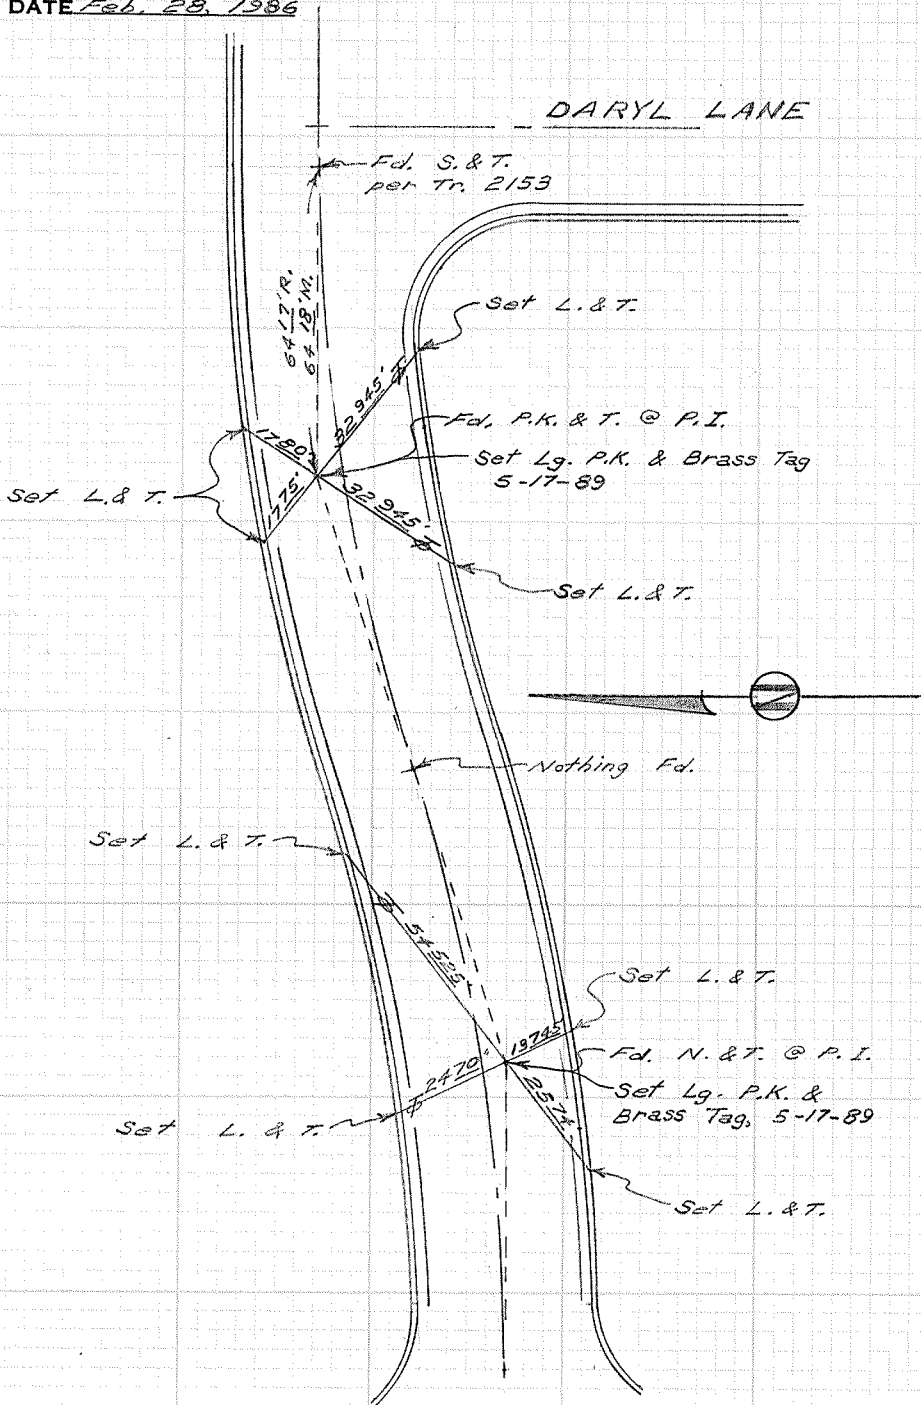 DATE Feb. 28, 1986
DARYL LANE
Fd. S. & T.
per Tr. 2153
64 17' R.
64 18' M.
Set L. & T.
32 945'
Fd. P.K. & T. @ P.I.
17 80'
Set Lg. P.K. & Brass Tag
5-17-89
Set L. & T.
17 75'
32 945'
Set L. & T.
N
Nothing Fd.
Set L. & T.
54 525'
Set L. & T.
19 745'
Fd. N. & T. @ P.I.
24 70'
Set Lg. P.K. &
Brass Tag, 5-17-89
25 74'
Set L. & T.
Set L. & T.